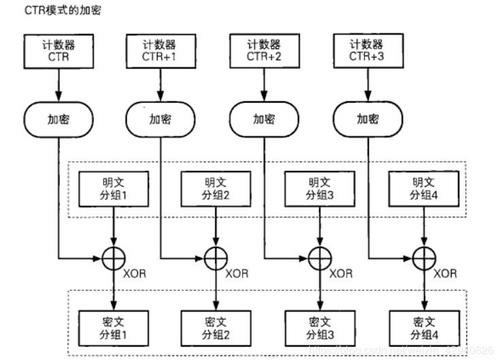 CTR模式的加密
计数器
CTR
计数器
CTR+1
计数器
CTR+2
计数器
CTR+3
加密
加密
加密
加密
明文
分组1
明文
分组2
明文
分组3
明文
分组4
XOR
XOR
XOR
XOR
密文
分组1
密文
分组2
密文
分组3
密文
分组4